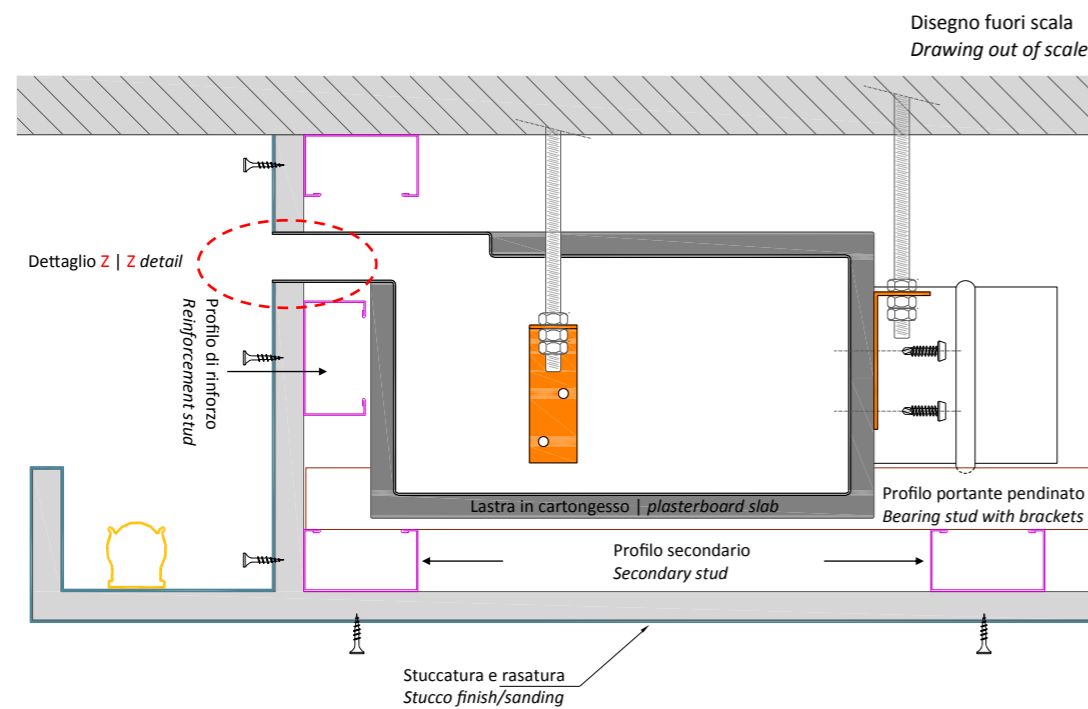 Disegno fuori scala
Drawing out of scale
Dettaglio Z | Z detail
Profilo di rinforzo
Reinforcement stud
Lastra in cartongesso | plasterboard slab
Profilo portante pendinato
Bearing stud with brackets
Profilo secondario
Secondary stud
Stuccatura e rasatura
Stucco finish/sanding